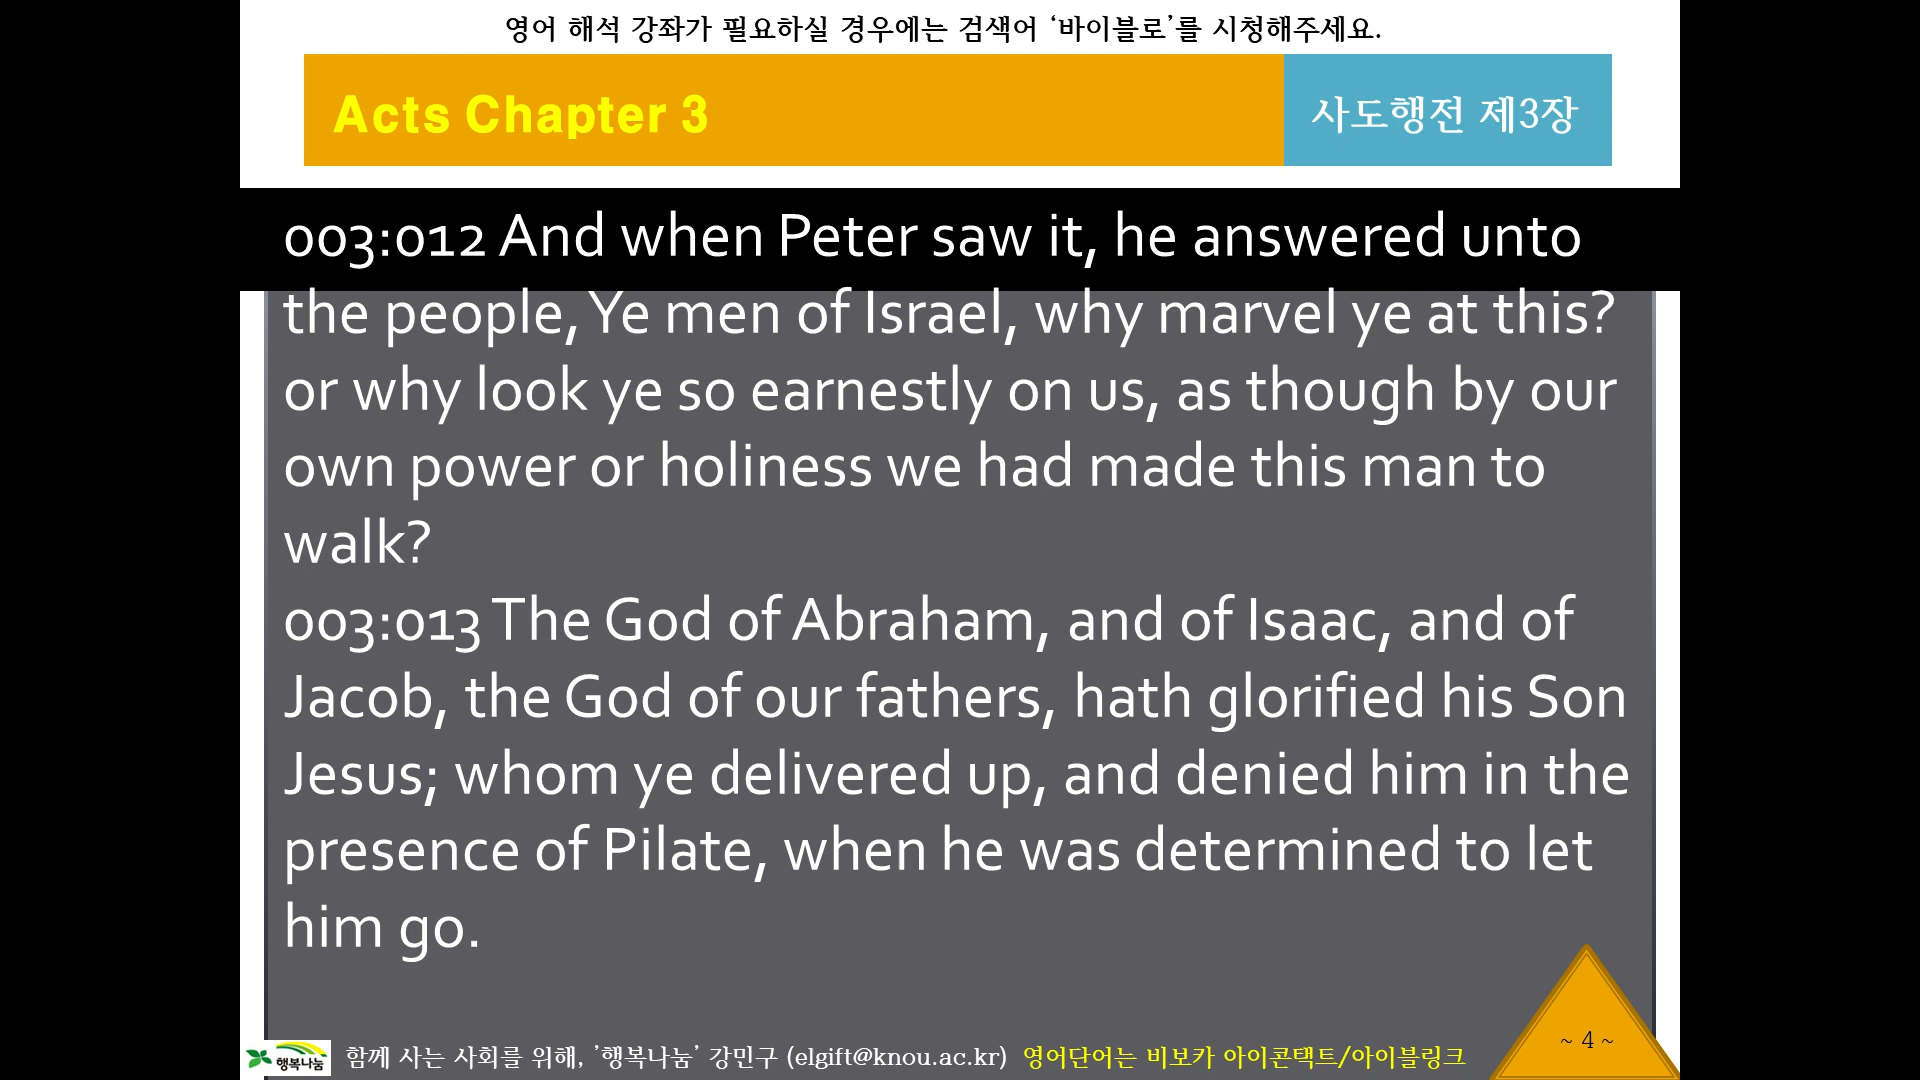 영어 해석 강좌가 필요하실 경우에는 검색어 ‘바이블로’를 시청해주세요.
Acts Chapter 3
사도행전 제3장
003:012 And when Peter saw it, he answered unto
the people, Ye men of Israel, why marvel ye at this?
or why look ye so earnestly on us, as though by our
own power or holiness we had made this man to
walk?
003:013 The God of Abraham, and of Isaac, and of
Jacob, the God of our fathers, hath glorified his Son
Jesus; whom ye delivered up, and denied him in the
presence of Pilate, when he was determined to let
him go.
~ 4 ~
행복나눔
함께 사는 사회를 위해, ’행복나눔’ 강민구 (elgift@knou.ac.kr) 영어단어는 비보카 아이콘택트/아이블링크